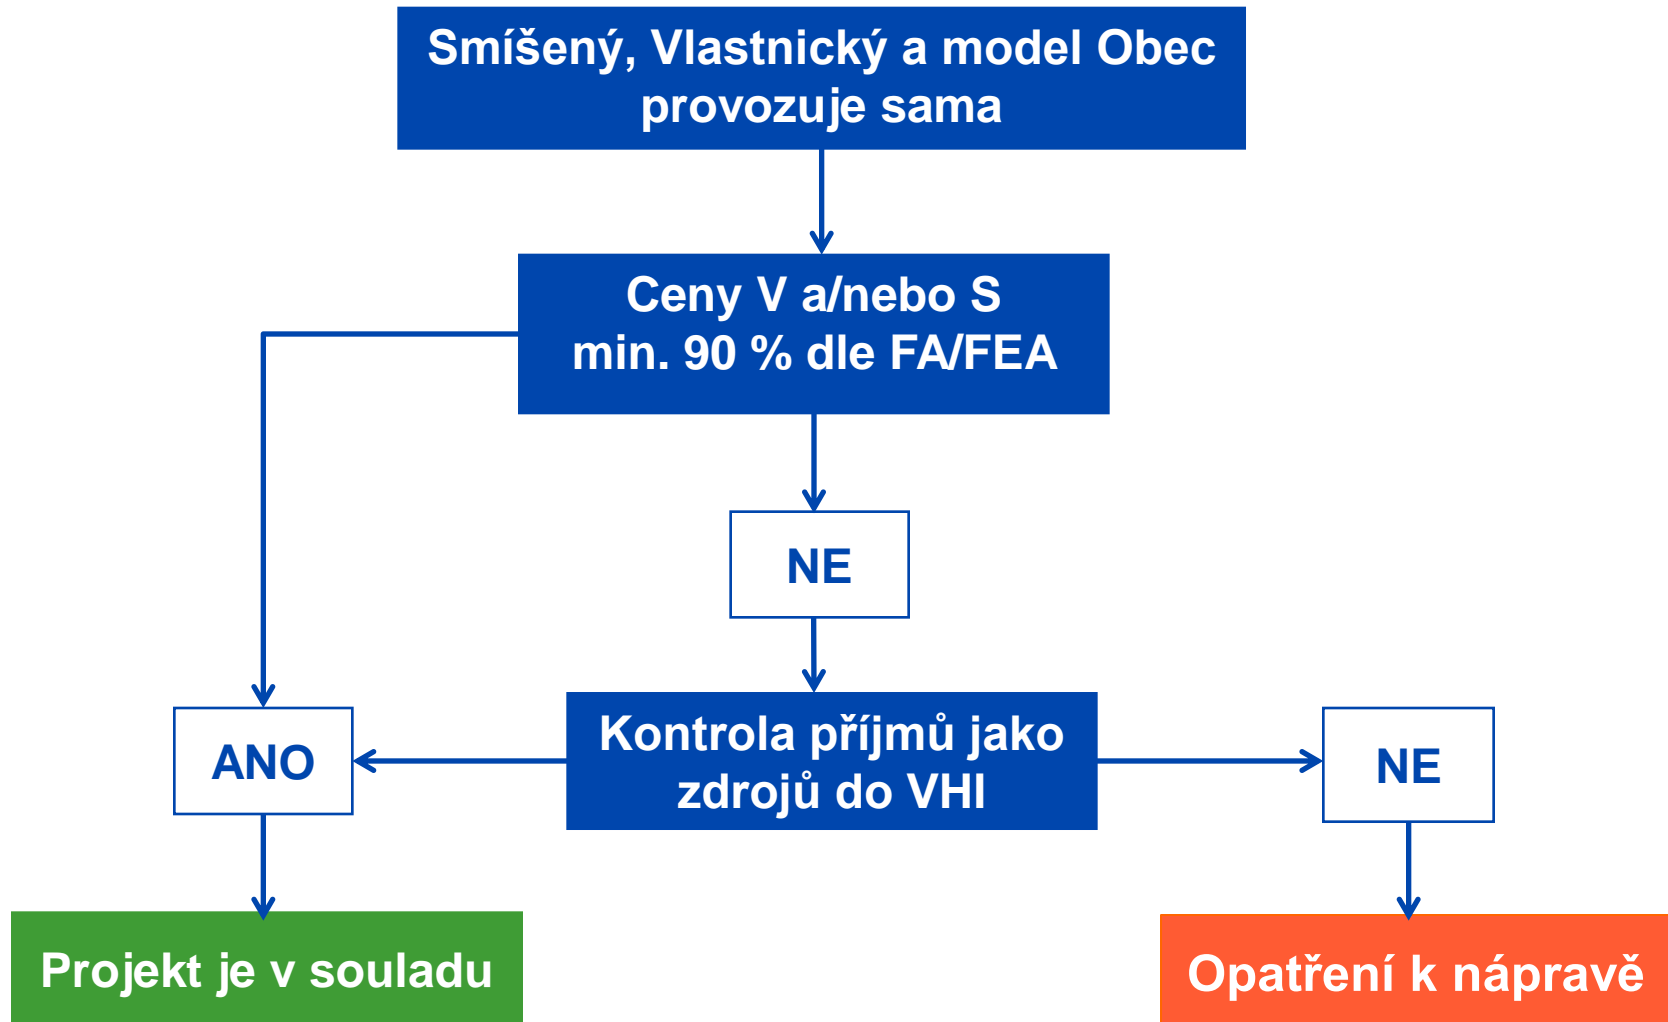 Smíšený, Vlastnický a model Obec
provozuje sama
Ceny V a/nebo S
min. 90 % dle FA/FEA
NE
ANO
Kontrola příjmů jako
zdrojů do VHI
NE
Projekt je v souladu
Opatření k nápravě